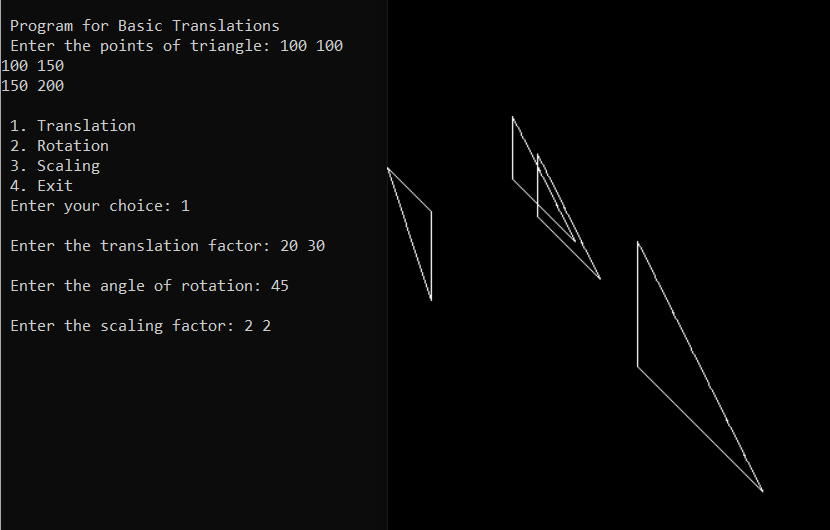 Program for Basic Translations
Enter the points of triangle: 100 100
100 150
150 200
1. Translation
2. Rotation
3. Scaling
4. Exit
Enter your choice: 1
Enter the translation factor: 20 30
Enter the angle of rotation: 45
Enter the scaling factor: 2 2